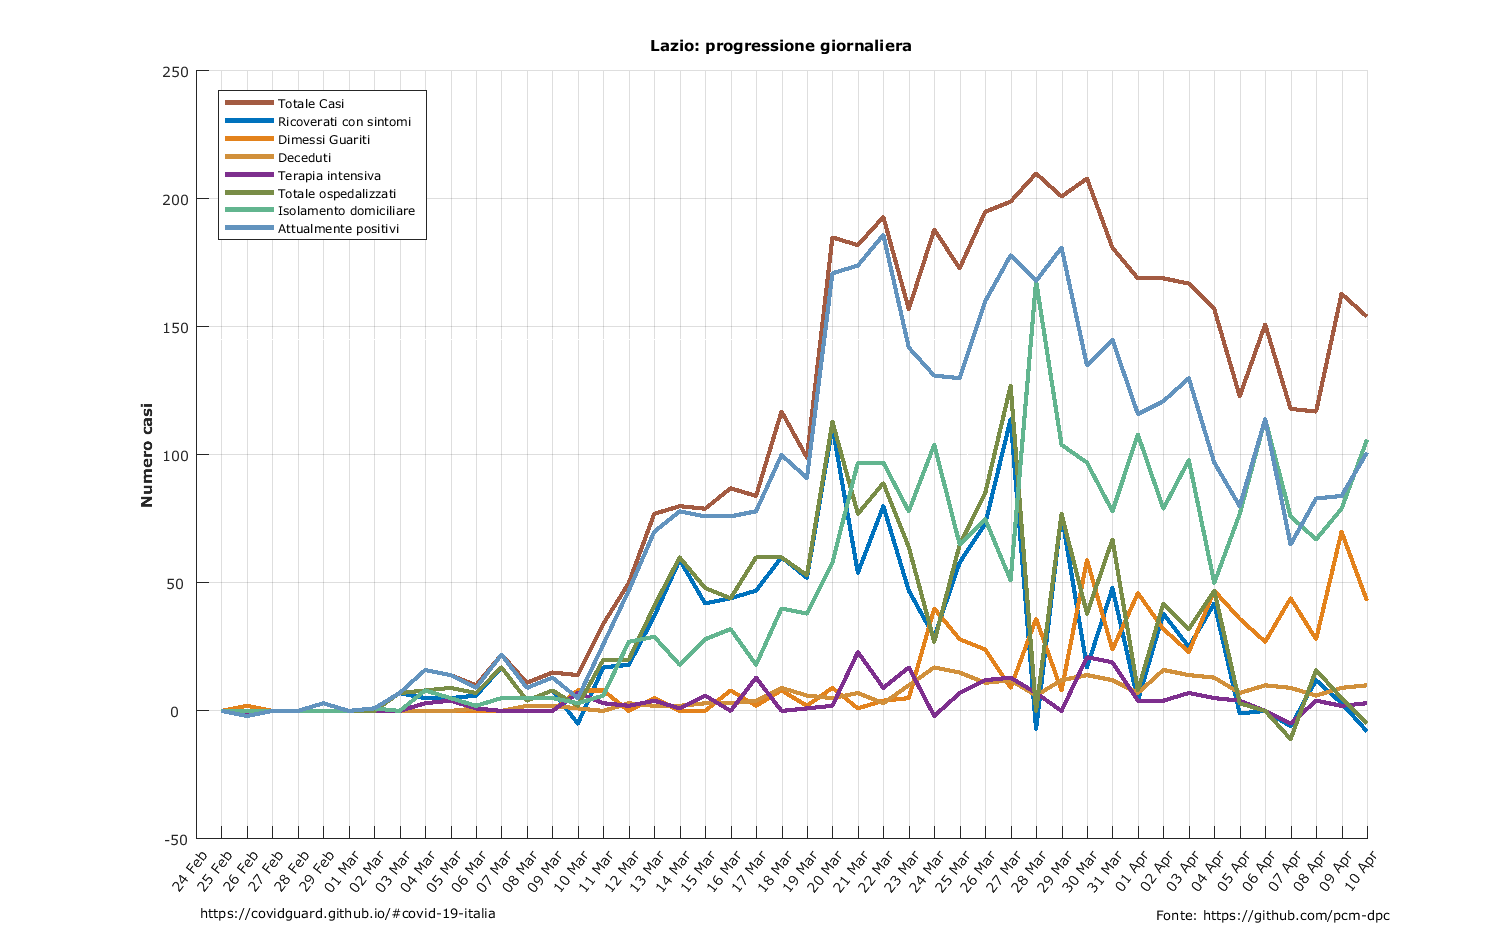 Lazio: progressione giornaliera
250
200
150
100
50
0
-50
Numero casi
Totale Casi
Ricoverati con sintomi
Dimessi Guariti
Deceduti
Terapia intensiva
Totale ospedalizzati
Isolamento domiciliare
Attualmente positivi
24 Feb
25 Feb
26 Feb
27 Feb
28 Feb
29 Feb
01 Mar
02 Mar
03 Mar
04 Mar
05 Mar
06 Mar
07 Mar
08 Mar
09 Mar
10 Mar
11 Mar
12 Mar
13 Mar
14 Mar
15 Mar
16 Mar
17 Mar
18 Mar
19 Mar
20 Mar
21 Mar
22 Mar
23 Mar
24 Mar
25 Mar
26 Mar
27 Mar
28 Mar
29 Mar
30 Mar
31 Mar
01 Apr
02 Apr
03 Apr
04 Apr
05 Apr
06 Apr
07 Apr
08 Apr
09 Apr
10 Apr
https://covidguard.github.io/#covid-19-italia
Fonte: https://github.com/pcm-dpc